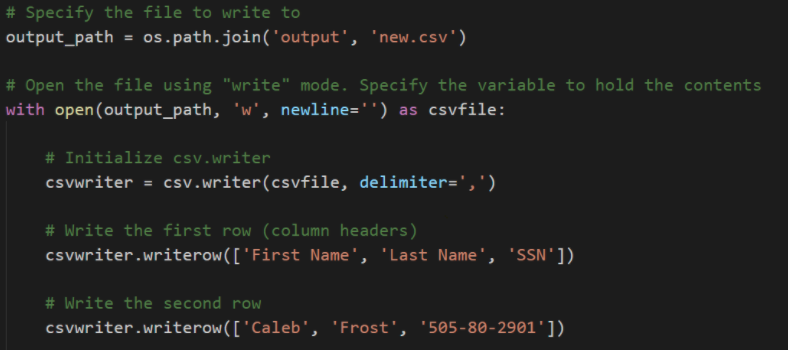 # Specify the file to write to
output_path = os.path.join('output', 'new.csv')
# Open the file using "write" mode. Specify the variable to hold the contents
with open(output_path, 'w', newline='') as csvfile:
# Initialize csv.writer
csvwriter = csv.writer(csvfile, delimiter=',')
# Write the first row (column headers)
csvwriter.writerow(['First Name', 'Last Name', 'SSN'])
# Write the second row
csvwriter.writerow(['Caleb', 'Frost', '505-80-2901'])